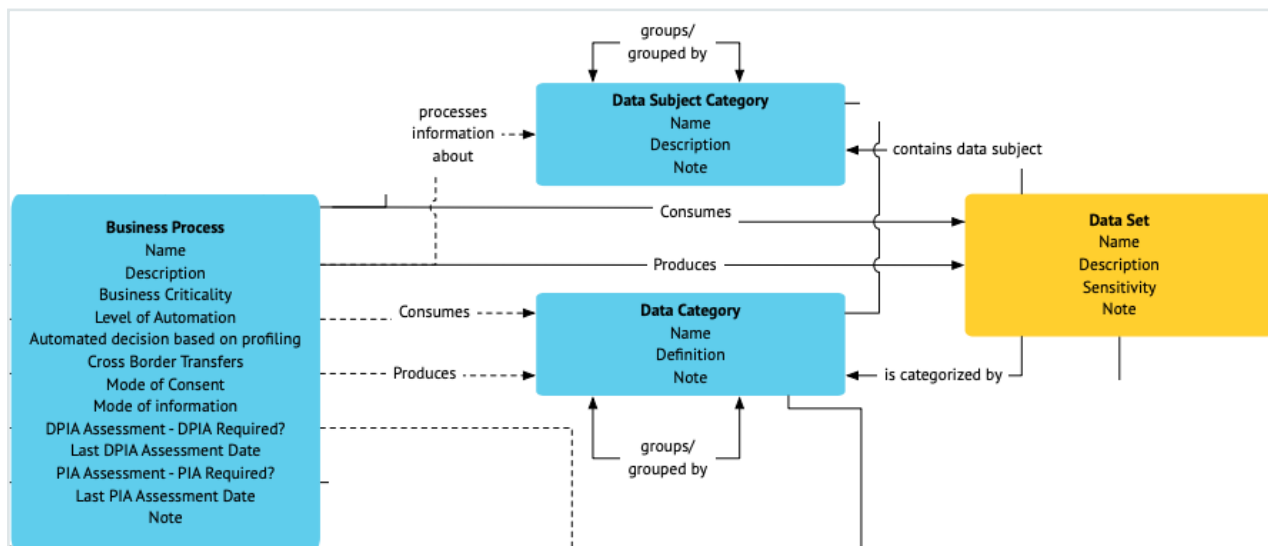 groups/
grouped by
Data Subject Category
Name
Description
Note
processes
information
about
contains data subject
Business Process
Name
Description
Business Criticality
Level of Automation
Automated decision based on profiling
Cross Border Transfers
Mode of Consent
Mode of information
DPIA Assessment - DPIA Required?
Last DPIA Assessment Date
PIA Assessment - PIA Required?
Last PIA Assessment Date
Note
Consumes
Produces
Data Set
Name
Description
Sensitivity
Note
Consumes
Produces
Data Category
Name
Definition
Note
is categorized by
groups/
grouped by